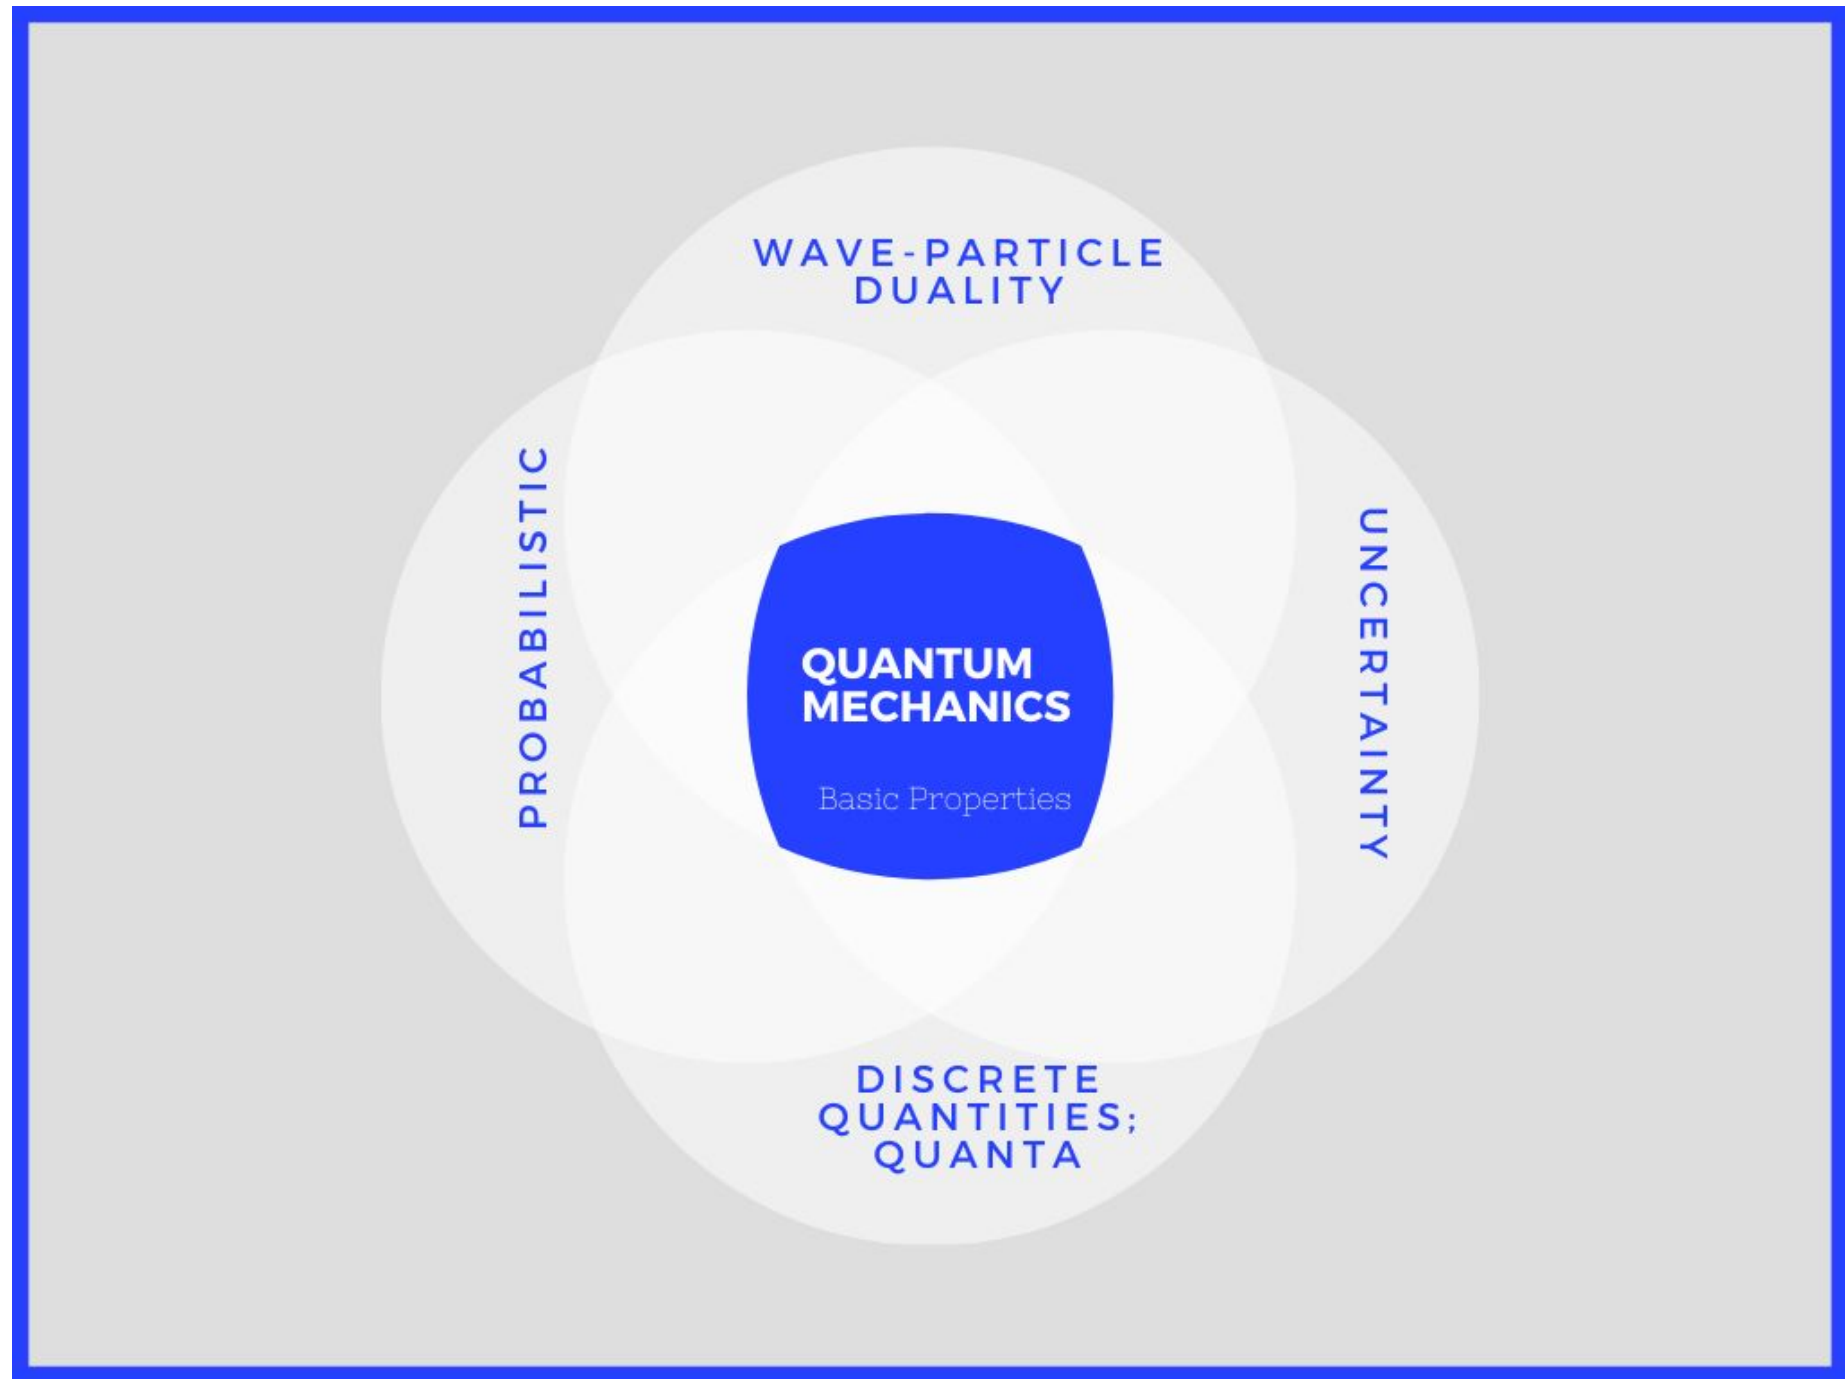 WAVE-PARTICLE
DUALITY
PROBABILISTIC
UNCERTAINTY
QUANTUM
MECHANICS
Basic Properties
DISCRETE
QUANTITIES;
QUANTA